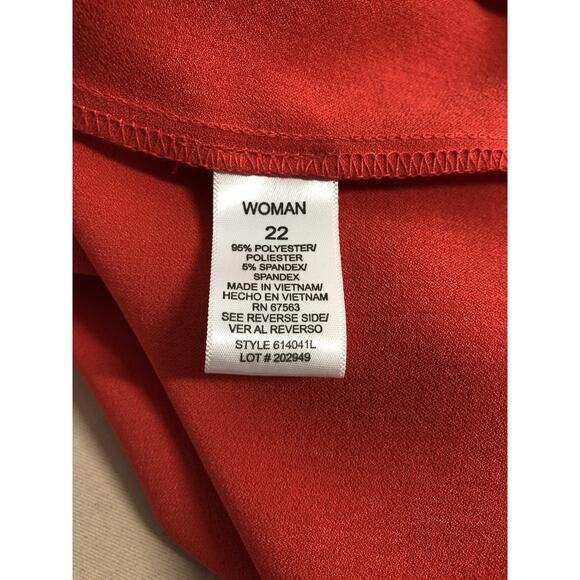 WOMAN
22
95% POLYESTER/
POLIESTER
5% SPANDEX/
SPANDEX
MADE IN VIETNAM/
HECHO EN VIETNAM
RN 67563
SEE REVERSE SIDE/
VER AL REVERSO
STYLE 614041L
LOT # 202949